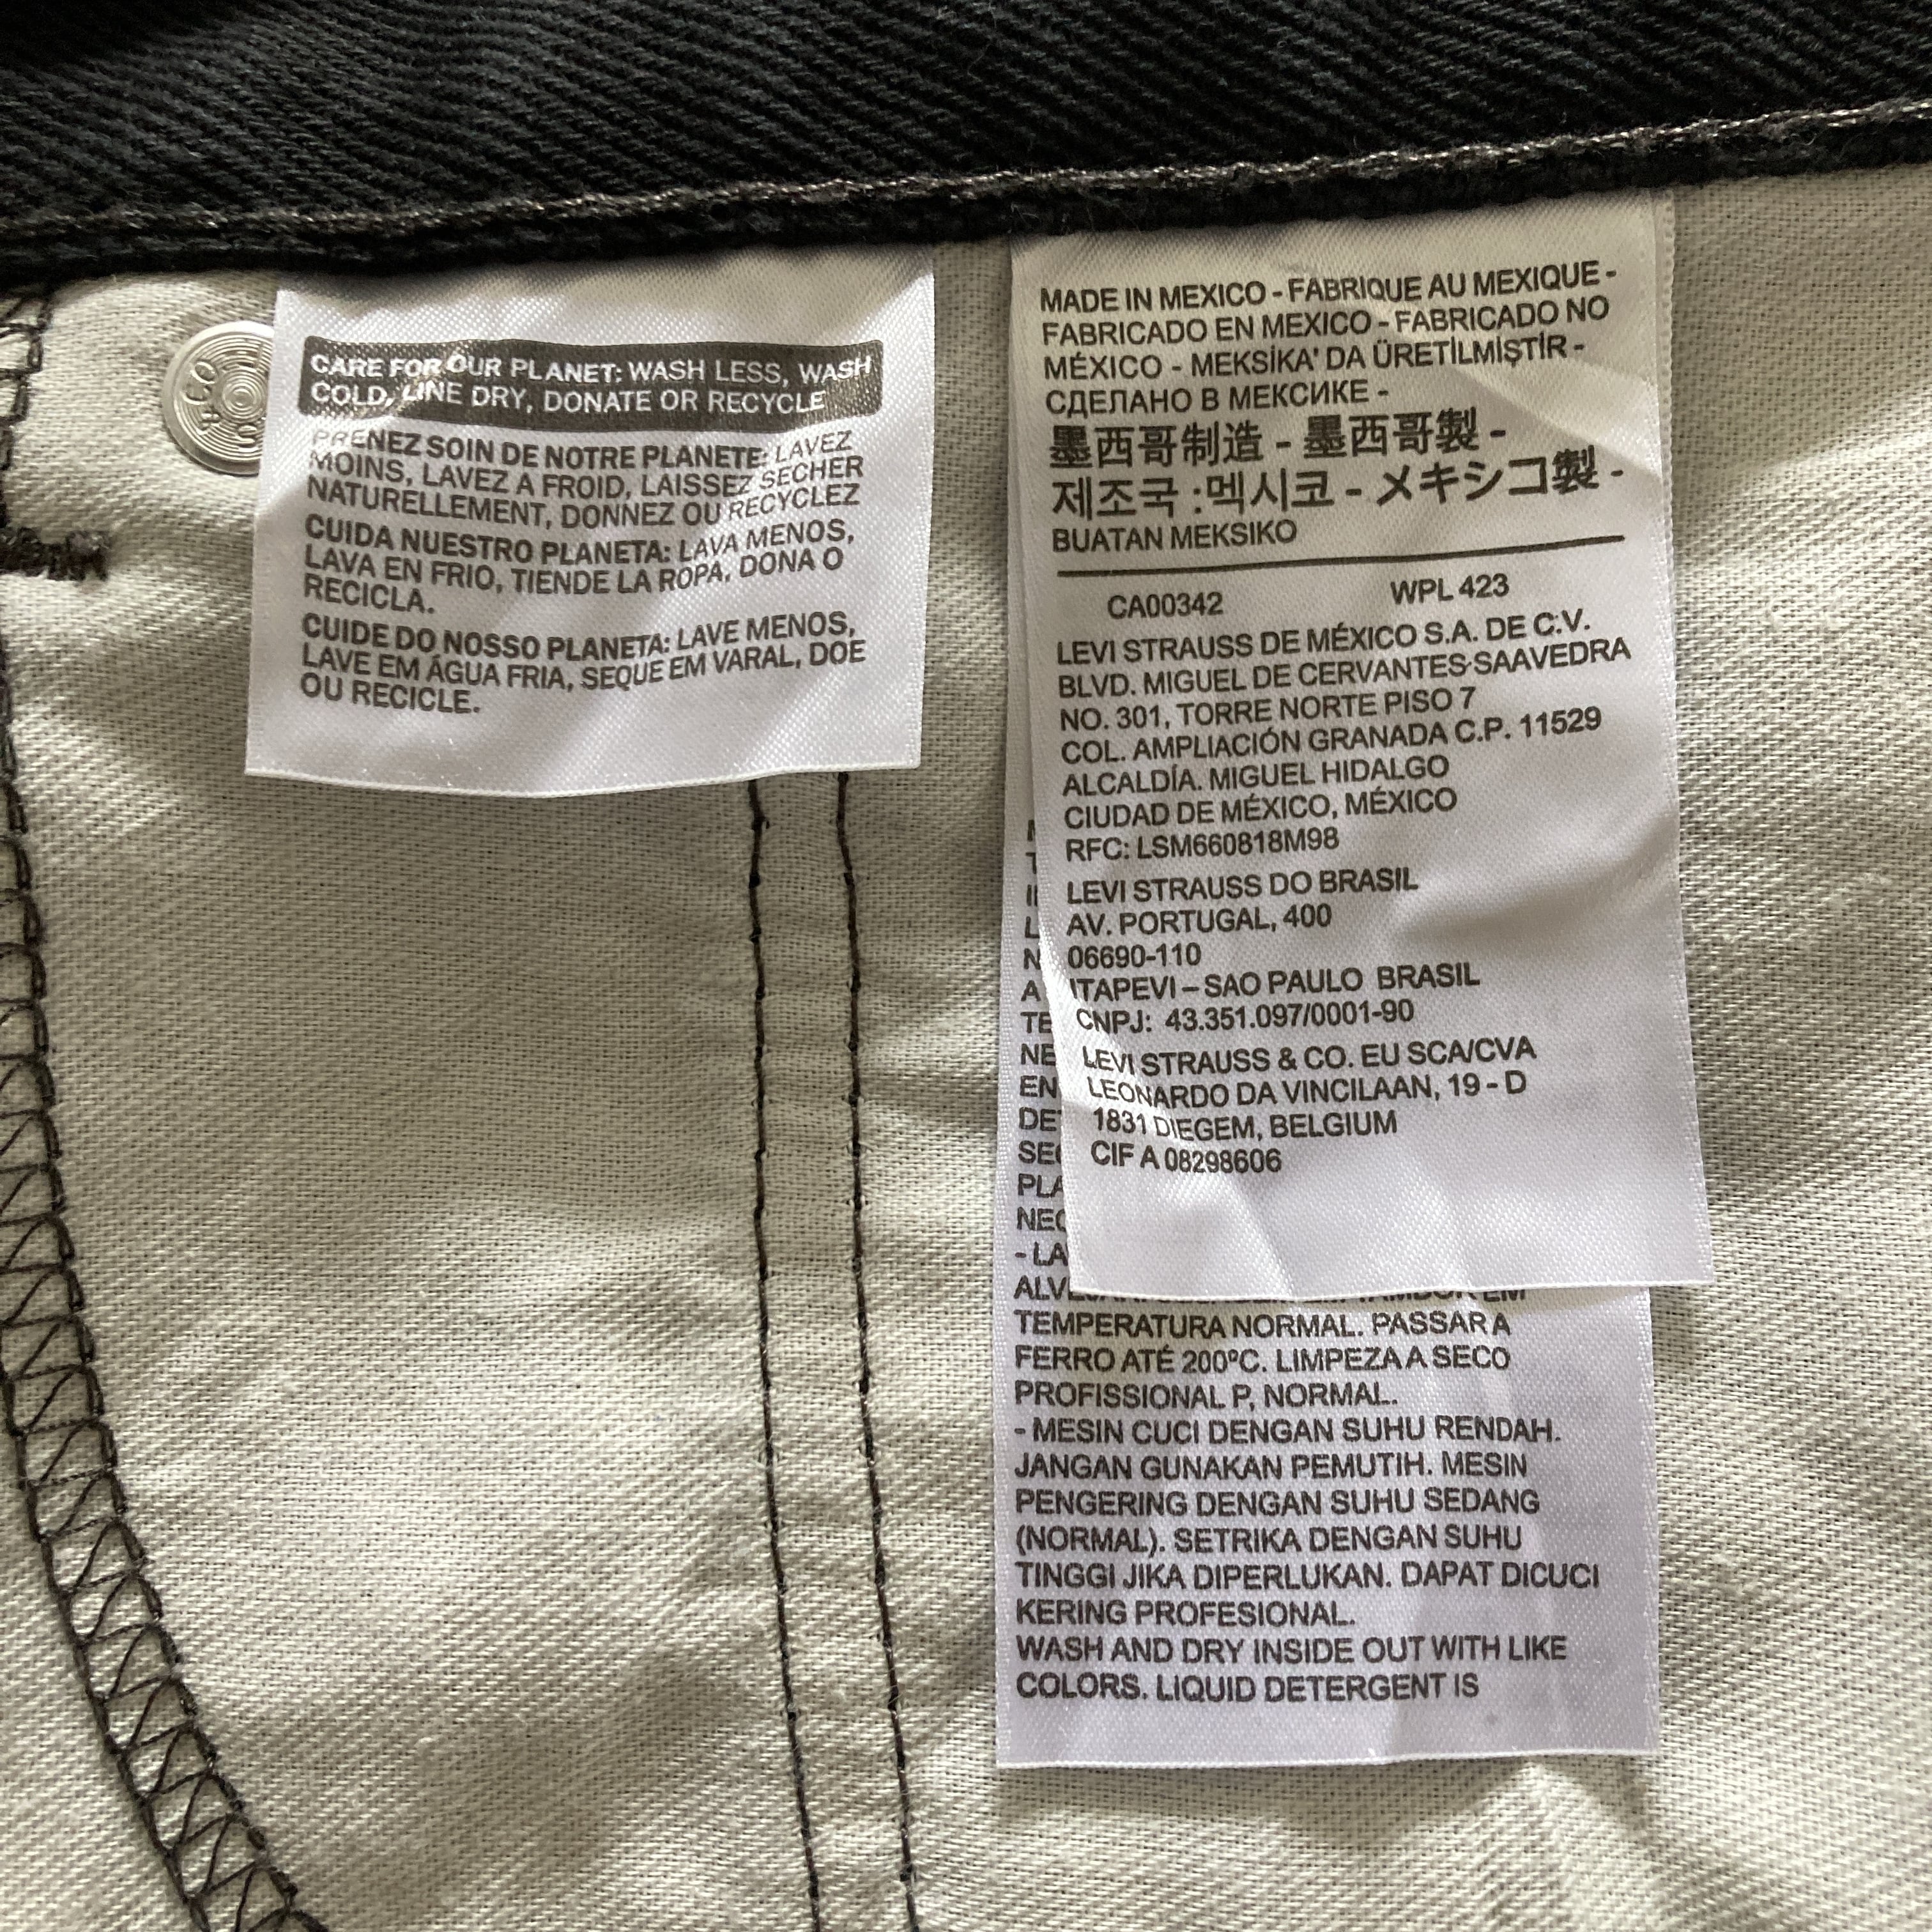 CARE FOR OUR PLANET: WASH LESS, WASH
COLD, LINE DRY, DONATE OR RECYCLE
PRENEZ SOIN DE NOTRE PLANETE: LAVEZ
MOINS, LAVEZ A FROID, LAISSEZ SECHER
NATURELLEMENT, DONNEZ OU RECYCLEZ
CUIDA NUESTRO PLANETA: LAVA MENOS,
LAVA EN FRIO, TIENDE LA ROPA, DONA O
RECICLA.
CUIDE DO NOSSO PLANETA: LAVE MENOS,
LAVE EM ÁGUA FRIA, SEQUE EM VARAL, DOE
OU RECICLE.
MADE IN MEXICO - FABRIQUE AU MEXIQUE -
FABRICADO EN MEXICO - FABRICADO NO
MÉXICO - MEKSİKA' DA ÜRETİLMİŞTİR -
СДЕЛАНО В МЕКСИКЕ -
墨西哥制造 - 墨西哥製 -
제조국 :멕시코 - メキシコ製 -
BUATAN MEKSIKO
CA00342 WPL 423
LEVI STRAUSS DE MÉXICO S.A. DE C.V.
BLVD. MIGUEL DE CERVANTES SAAVEDRA
NO. 301, TORRE NORTE PISO 7
COL. AMPLIACIÓN GRANADA C.P. 11529
ALCALDÍA. MIGUEL HIDALGO
CIUDAD DE MÉXICO, MÉXICO
RFC: LSM660818M98
LEVI STRAUSS DO BRASIL
AV. PORTUGAL, 400
06690-110
ITAPEVI – SAO PAULO BRASIL
CNPJ: 43.351.097/0001-90
LEVI STRAUSS & CO. EU SCA/CVA
LEONARDO DA VINCILAAN, 19 - D
1831 DIEGEM, BELGIUM
CIF A 08298606
TEMPERATURA NORMAL. PASSAR A
FERRO ATÉ 200ºC. LIMPEZA A SECO
PROFISSIONAL P, NORMAL.
- MESIN CUCI DENGAN SUHU RENDAH.
JANGAN GUNAKAN PEMUTIH. MESIN
PENGERING DENGAN SUHU SEDANG
(NORMAL). SETRIKA DENGAN SUHU
TINGGI JIKA DIPERLUKAN. DAPAT DICUCI
KERING PROFESIONAL.
WASH AND DRY INSIDE OUT WITH LIKE
COLORS. LIQUID DETERGENT IS